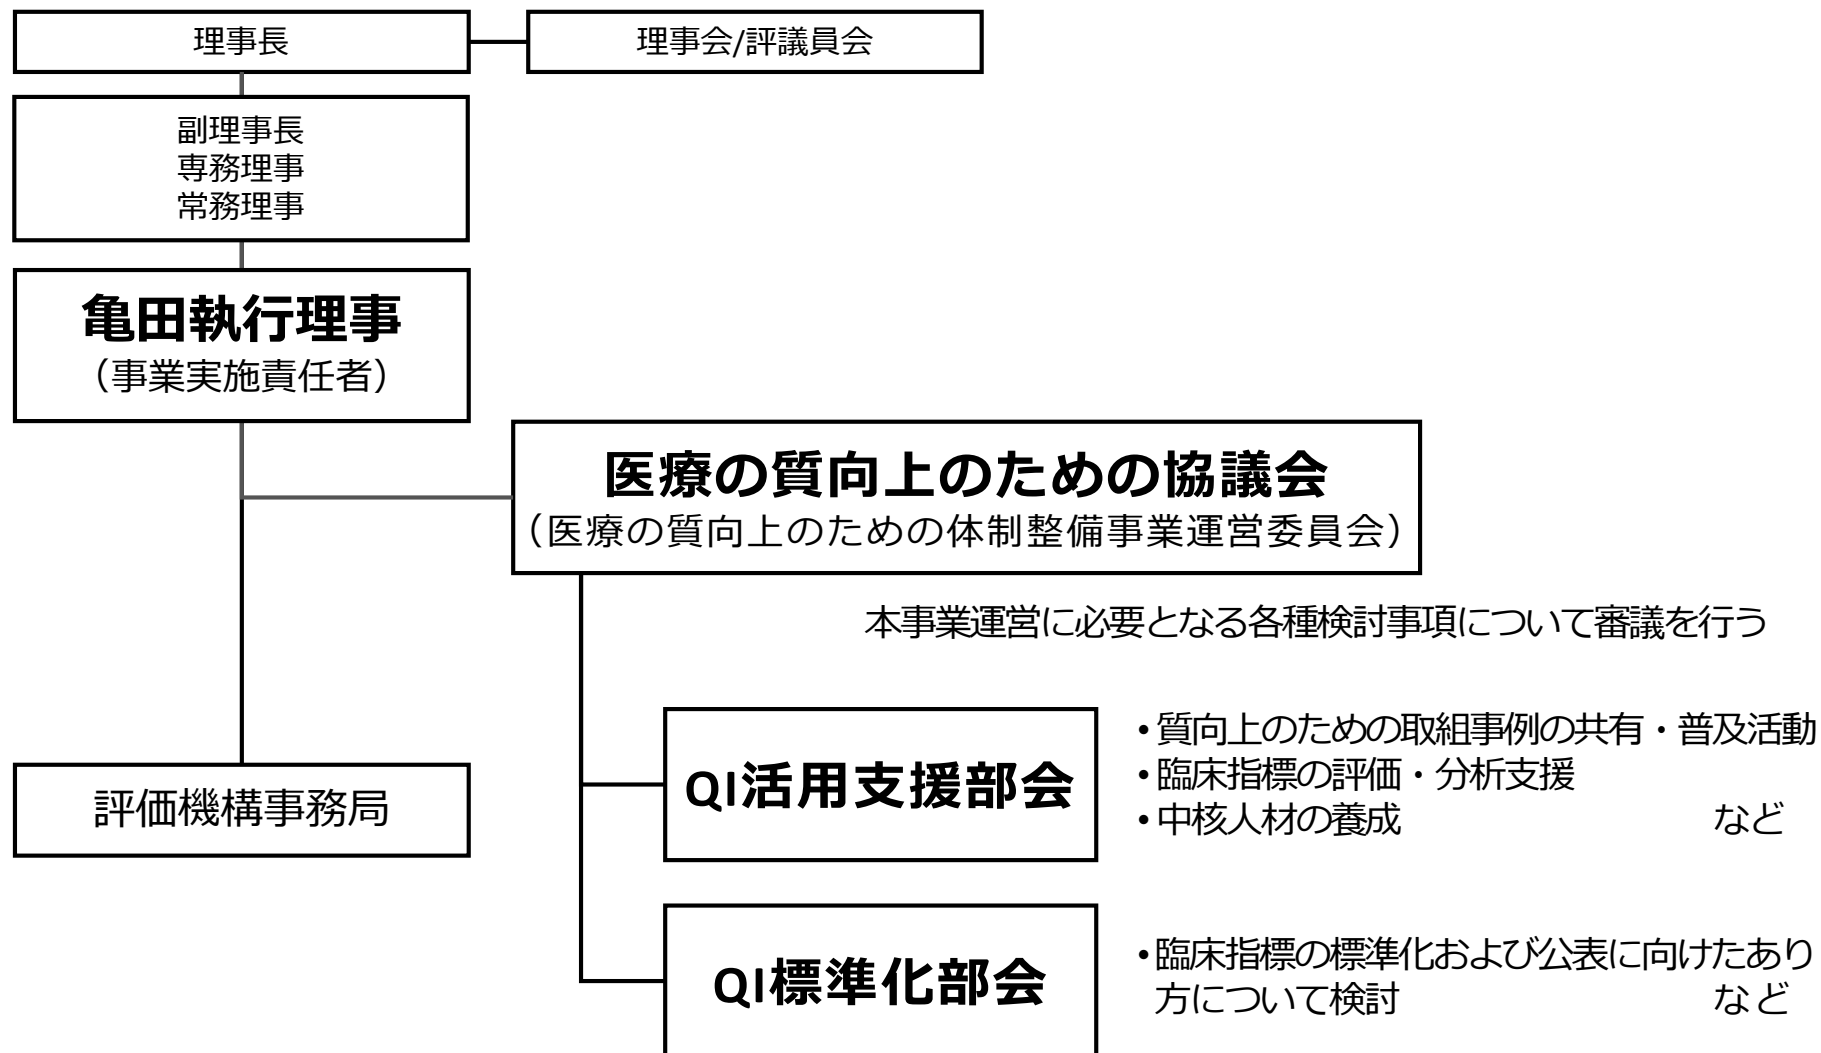 理事長
理事会/評議員会
副理事長
専務理事
常務理事
亀田執行理事
（事業実施責任者）
医療の質向上のための協議会
（医療の質向上のための体制整備事業運営委員会）
本事業運営に必要となる各種検討事項について審議を行う
QI活用支援部会
•質向上のための取組事例の共有・普及活動
•臨床指標の評価・分析支援
•中核人材の養成 など
評価機構事務局
QI標準化部会
•臨床指標の標準化および公表に向けたあり
方について検討 など